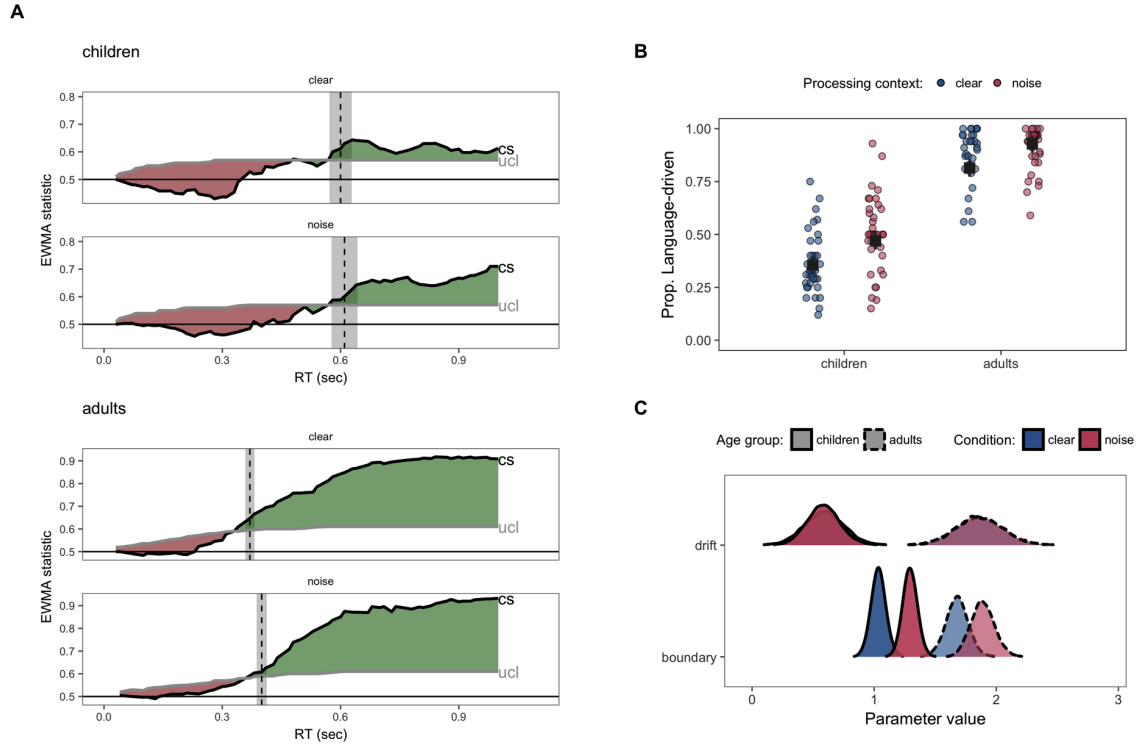 A
children
clear
0.8
0.7
0.6
0.5
cs
ucl
noise
0.8
0.7
0.6
0.5
cs
ucl
EWMA statistic
0.0 0.3 0.6 0.9
RT (sec)
adults
clear
0.9
0.8
0.7
0.6
0.5
cs
ucl
noise
0.9
0.8
0.7
0.6
0.5
cs
ucl
EWMA statistic
0.0 0.3 0.6 0.9
RT (sec)
B
Processing context: clear noise
1.00
0.75
0.50
0.25
0.00
Prop. Language-driven
children adults
C
Age group: children adults Condition: clear noise
drift
boundary
0 1 2 3
Parameter value